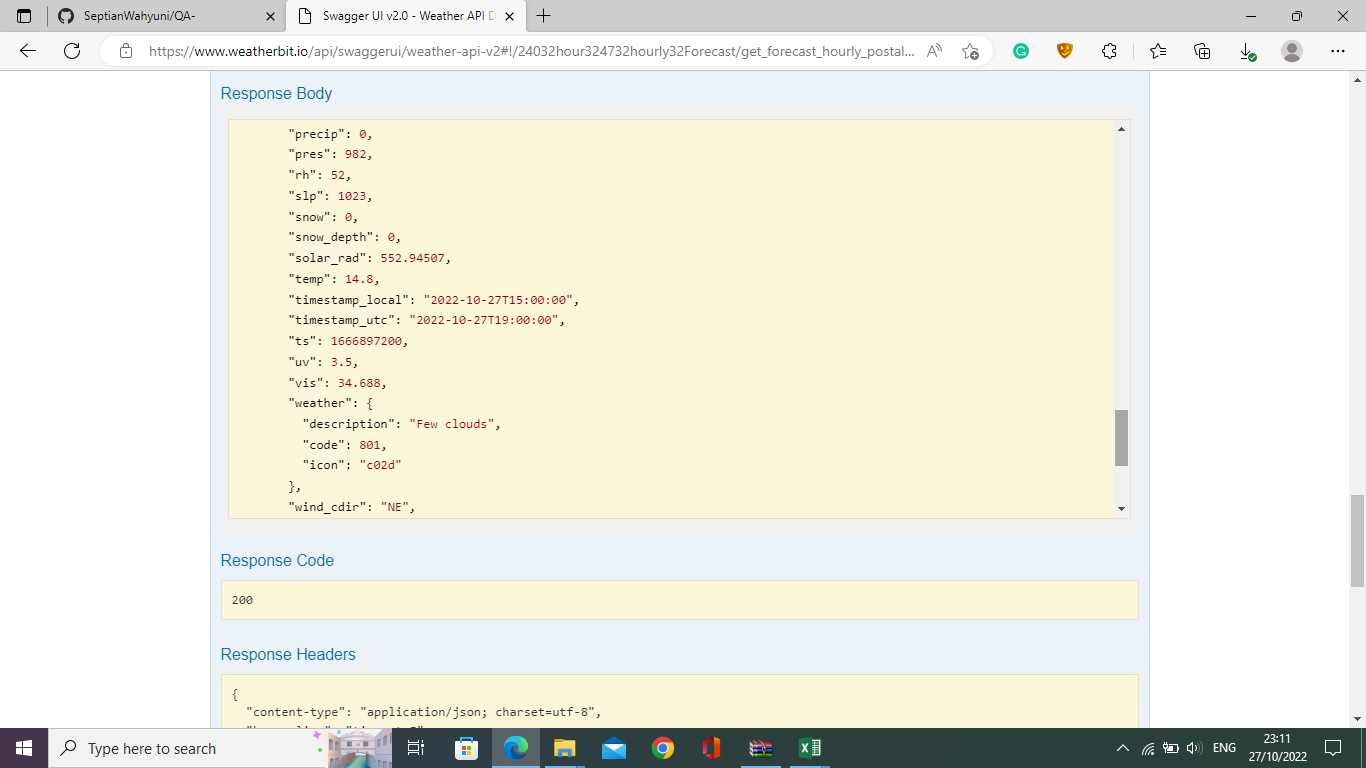 SeptianWahyuni/QA-
Swagger UI v2.0 - Weather API D
https://www.weatherbit.io/api/swaggerui/weather-api-v2#!/24032hour324732hourly32Forecast/get_forecast_hourly_postal...
Response Body
"precip": 0,
"pres": 982,
"rh": 52,
"slp": 1023,
"snow": 0,
"snow_depth": 0,
"solar_rad": 552.94507,
"temp": 14.8,
"timestamp_local": "2022-10-27T15:00:00",
"timestamp_utc": "2022-10-27T19:00:00",
"ts": 1666897200,
"uv": 3.5,
"vis": 34.688,
"weather": {
"description": "Few clouds",
"code": 801,
"icon": "c02d"
},
"wind_cdir": "NE",
Response Code
200
Response Headers
{
"content-type": "application/json; charset=utf-8",
Type here to search
ENG
23:11
27/10/2022